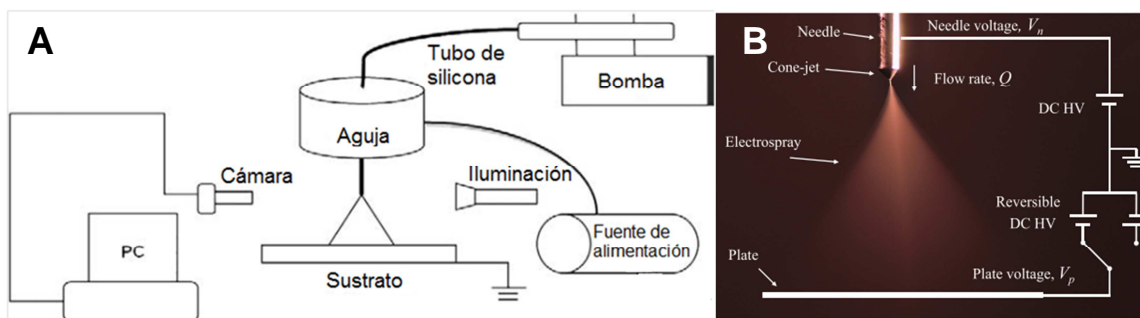 A
Tubo de
silicona
Bomba
Aguja
Cámara
Iluminación
PC
Fuente de
alimentación
Sustrato
B
Needle
Needle voltage, Vn
Cone-jet
Flow rate, Q
DC HV
Electrospray
Reversible
DC HV
Plate
Plate voltage, Vp